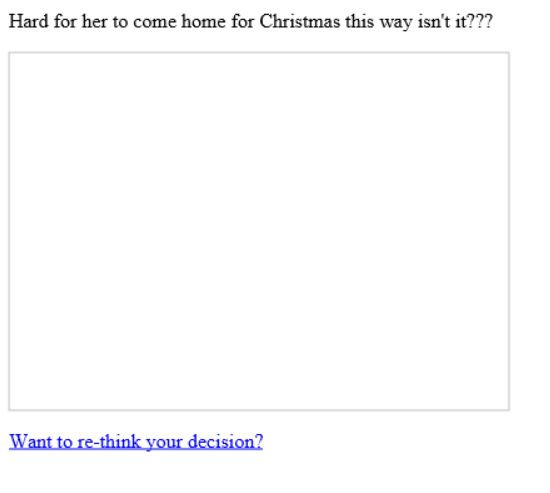 Hard for her to come home for Christmas this way isn't it???
Want to re-think your decision?